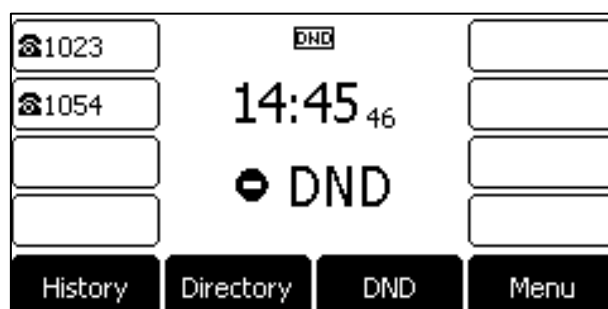 DND
1023
1054
14:45 46
DND
History Directory DND Menu